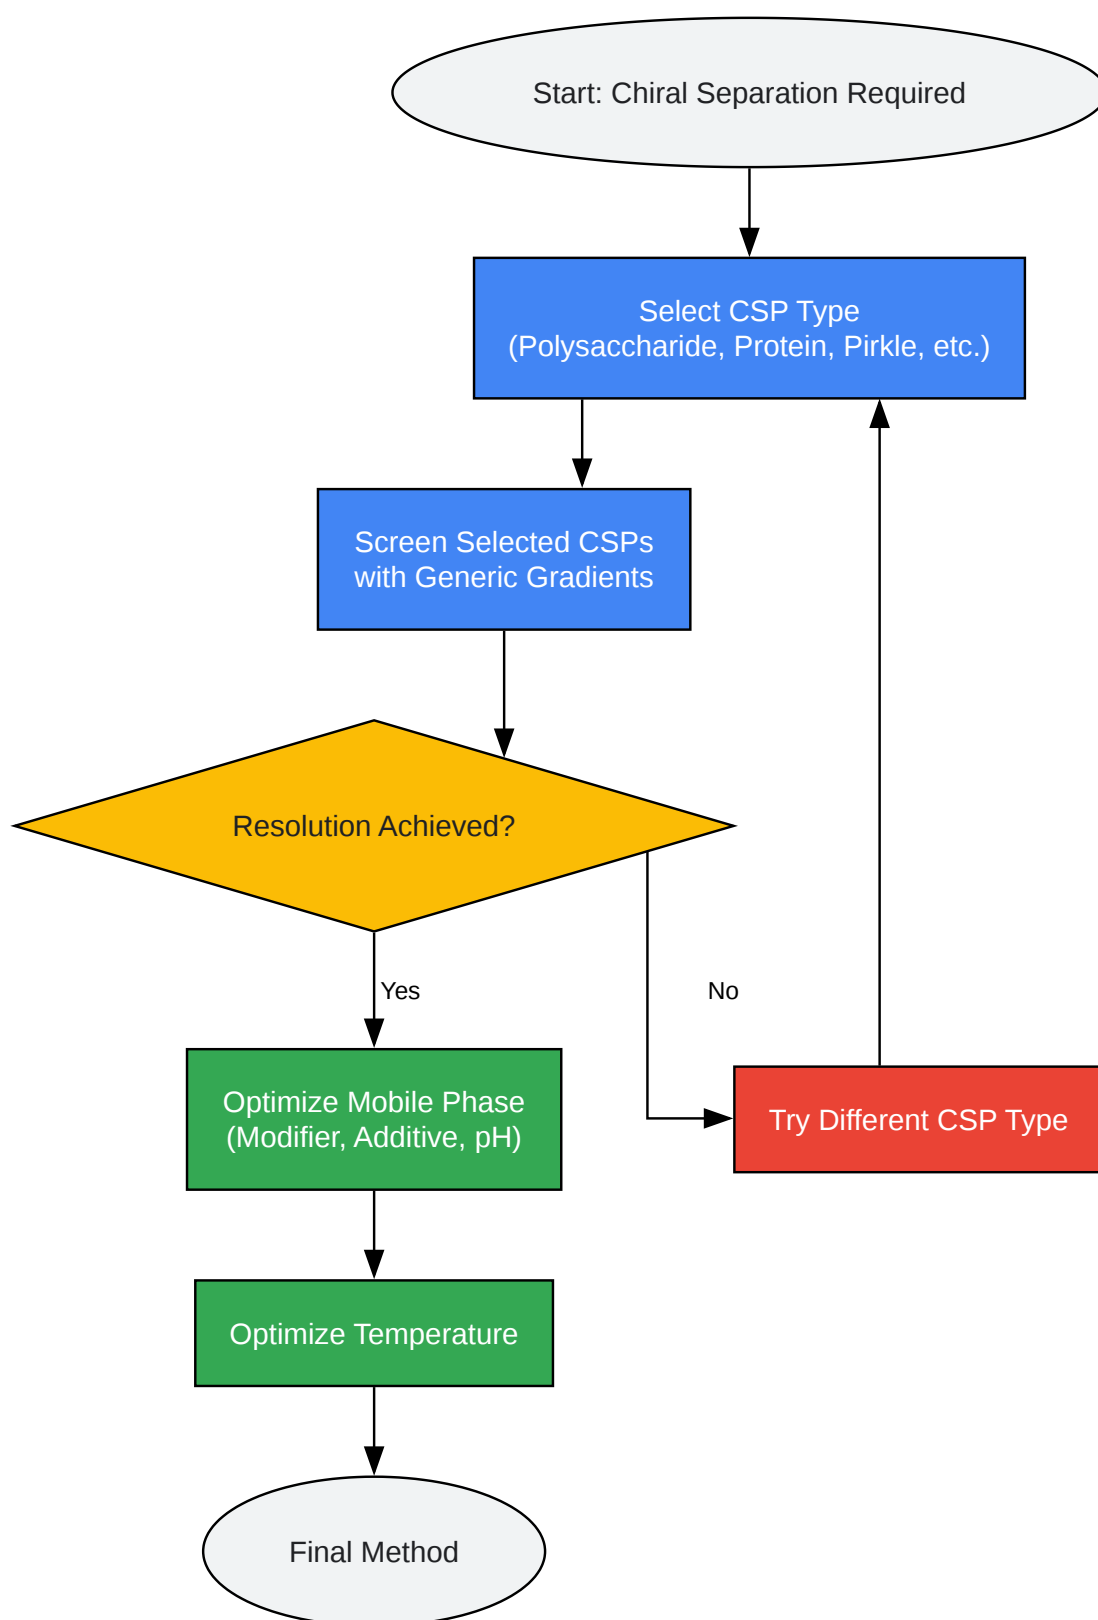 Start: Chiral Separation Required
Select CSP Type
(Polysaccharide, Protein, Pirkle, etc.)
Screen Selected CSPs
with Generic Gradients
Resolution Achieved?
Yes
No
Optimize Mobile Phase
(Modifier, Additive, pH)
Try Different CSP Type
Optimize Temperature
Final Method